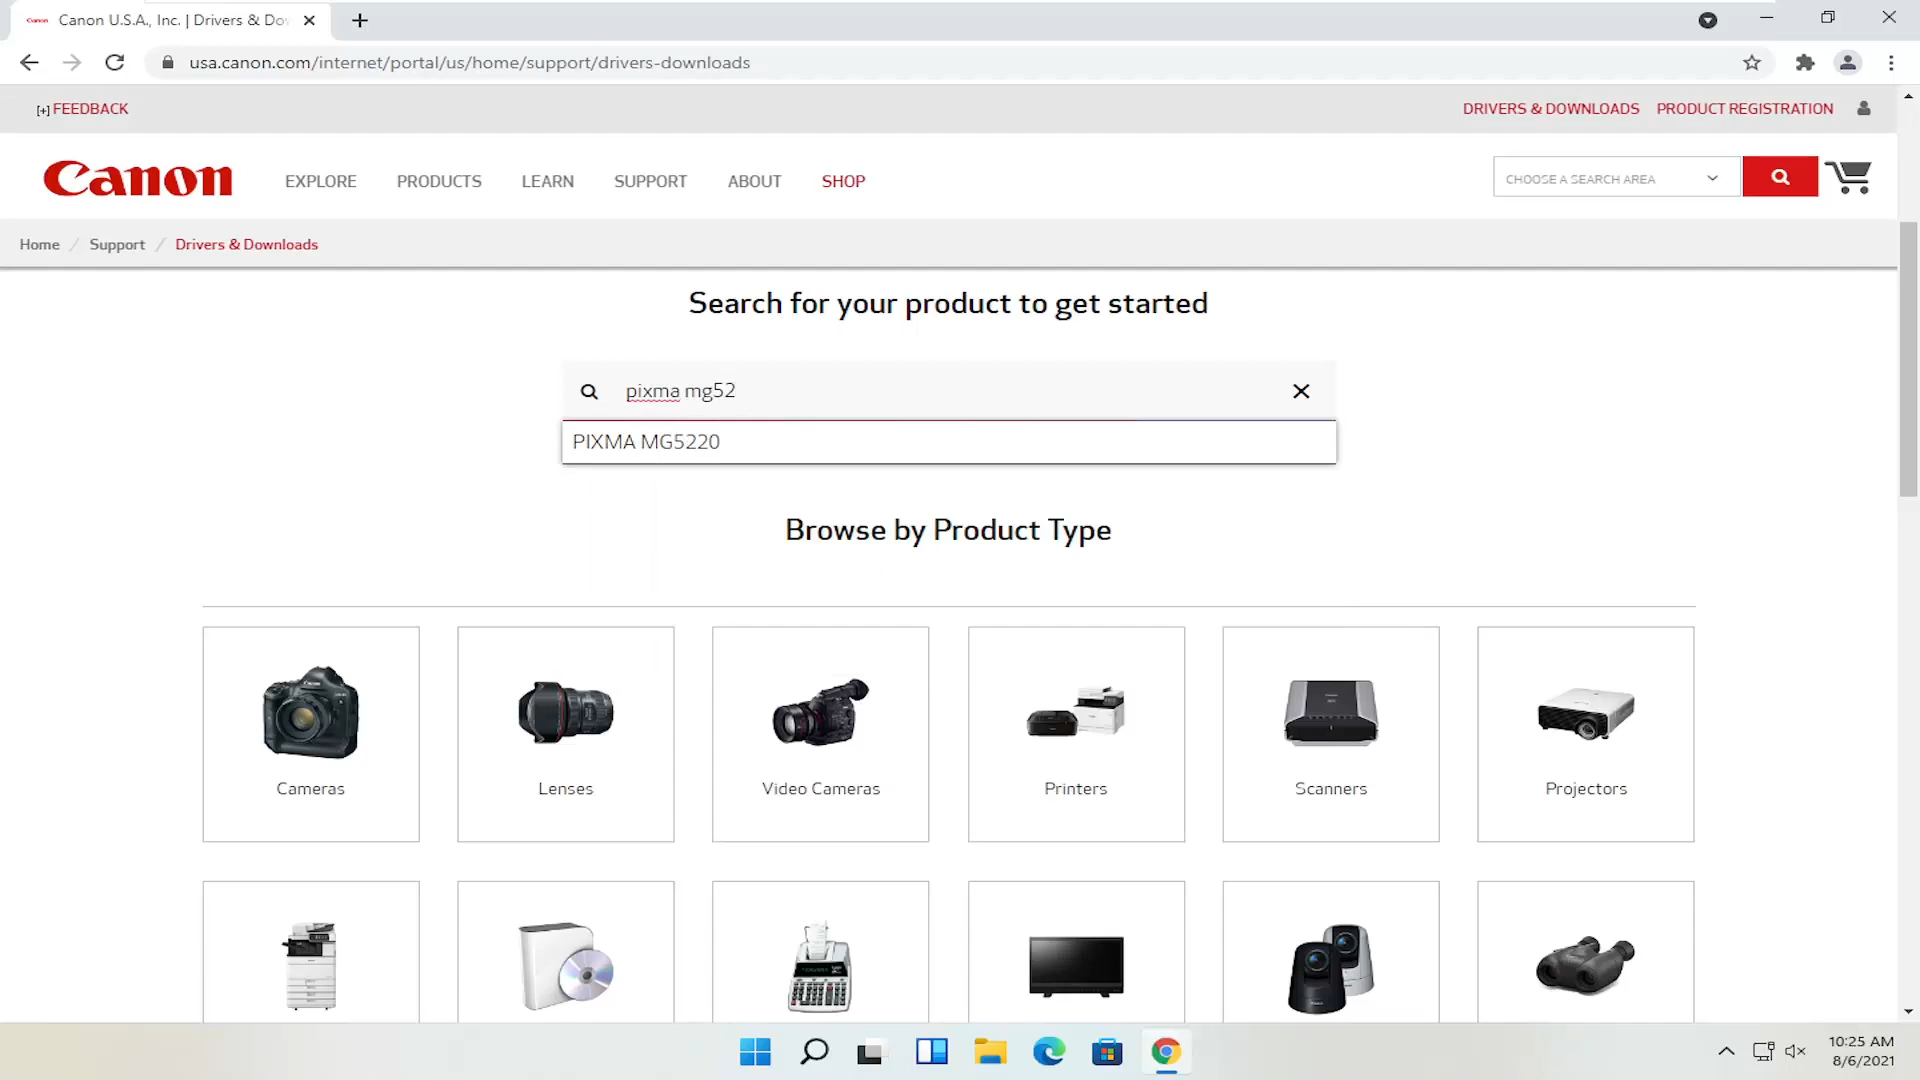 Canon U.S.A., Inc. | Drivers & Do
usa.canon.com/internet/portal/us/home/support/drivers-downloads
[+] FEEDBACK
DRIVERS & DOWNLOADS PRODUCT REGISTRATION
Canon EXPLORE PRODUCTS LEARN SUPPORT ABOUT SHOP
CHOOSE A SEARCH AREA
Home / Support / Drivers & Downloads
Search for your product to get started
pixma mg52
PIXMA MG5220
Browse by Product Type
Cameras Lenses Video Cameras Printers Scanners Projectors
10:25 AM
8/6/2021